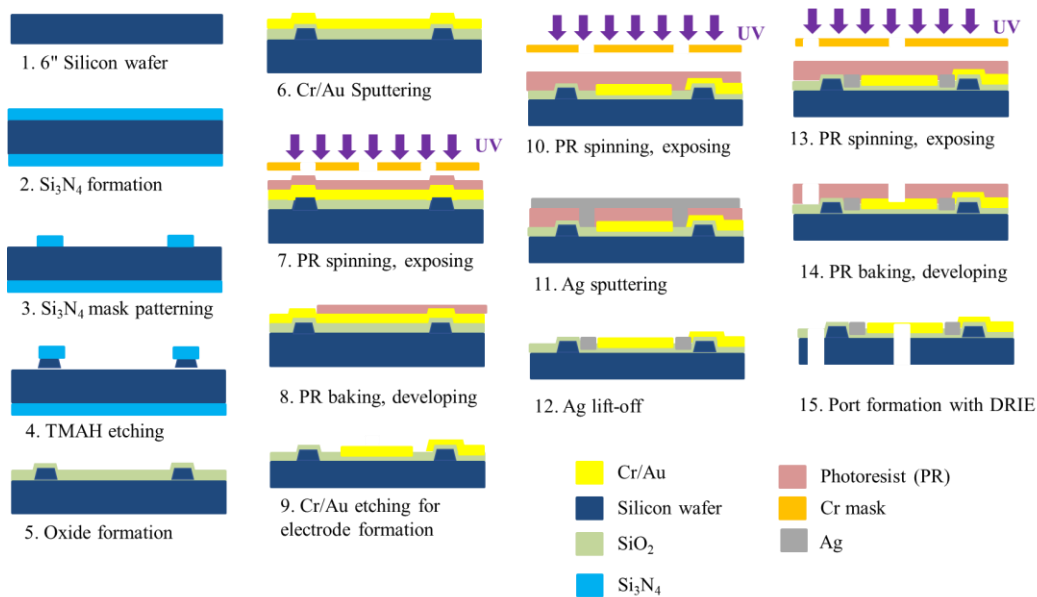 1. 6" Silicon wafer
2. Si₃N₄ formation
3. Si₃N₄ mask patterning
4. TMAH etching
5. Oxide formation
6. Cr/Au Sputtering
UV
7. PR spinning, exposing
8. PR baking, developing
9. Cr/Au etching for
electrode formation
UV
10. PR spinning, exposing
11. Ag sputtering
12. Ag lift-off
UV
13. PR spinning, exposing
14. PR baking, developing
15. Port formation with DRIE
Cr/Au
Silicon wafer
SiO₂
Si₃N₄
Photoresist (PR)
Cr mask
Ag